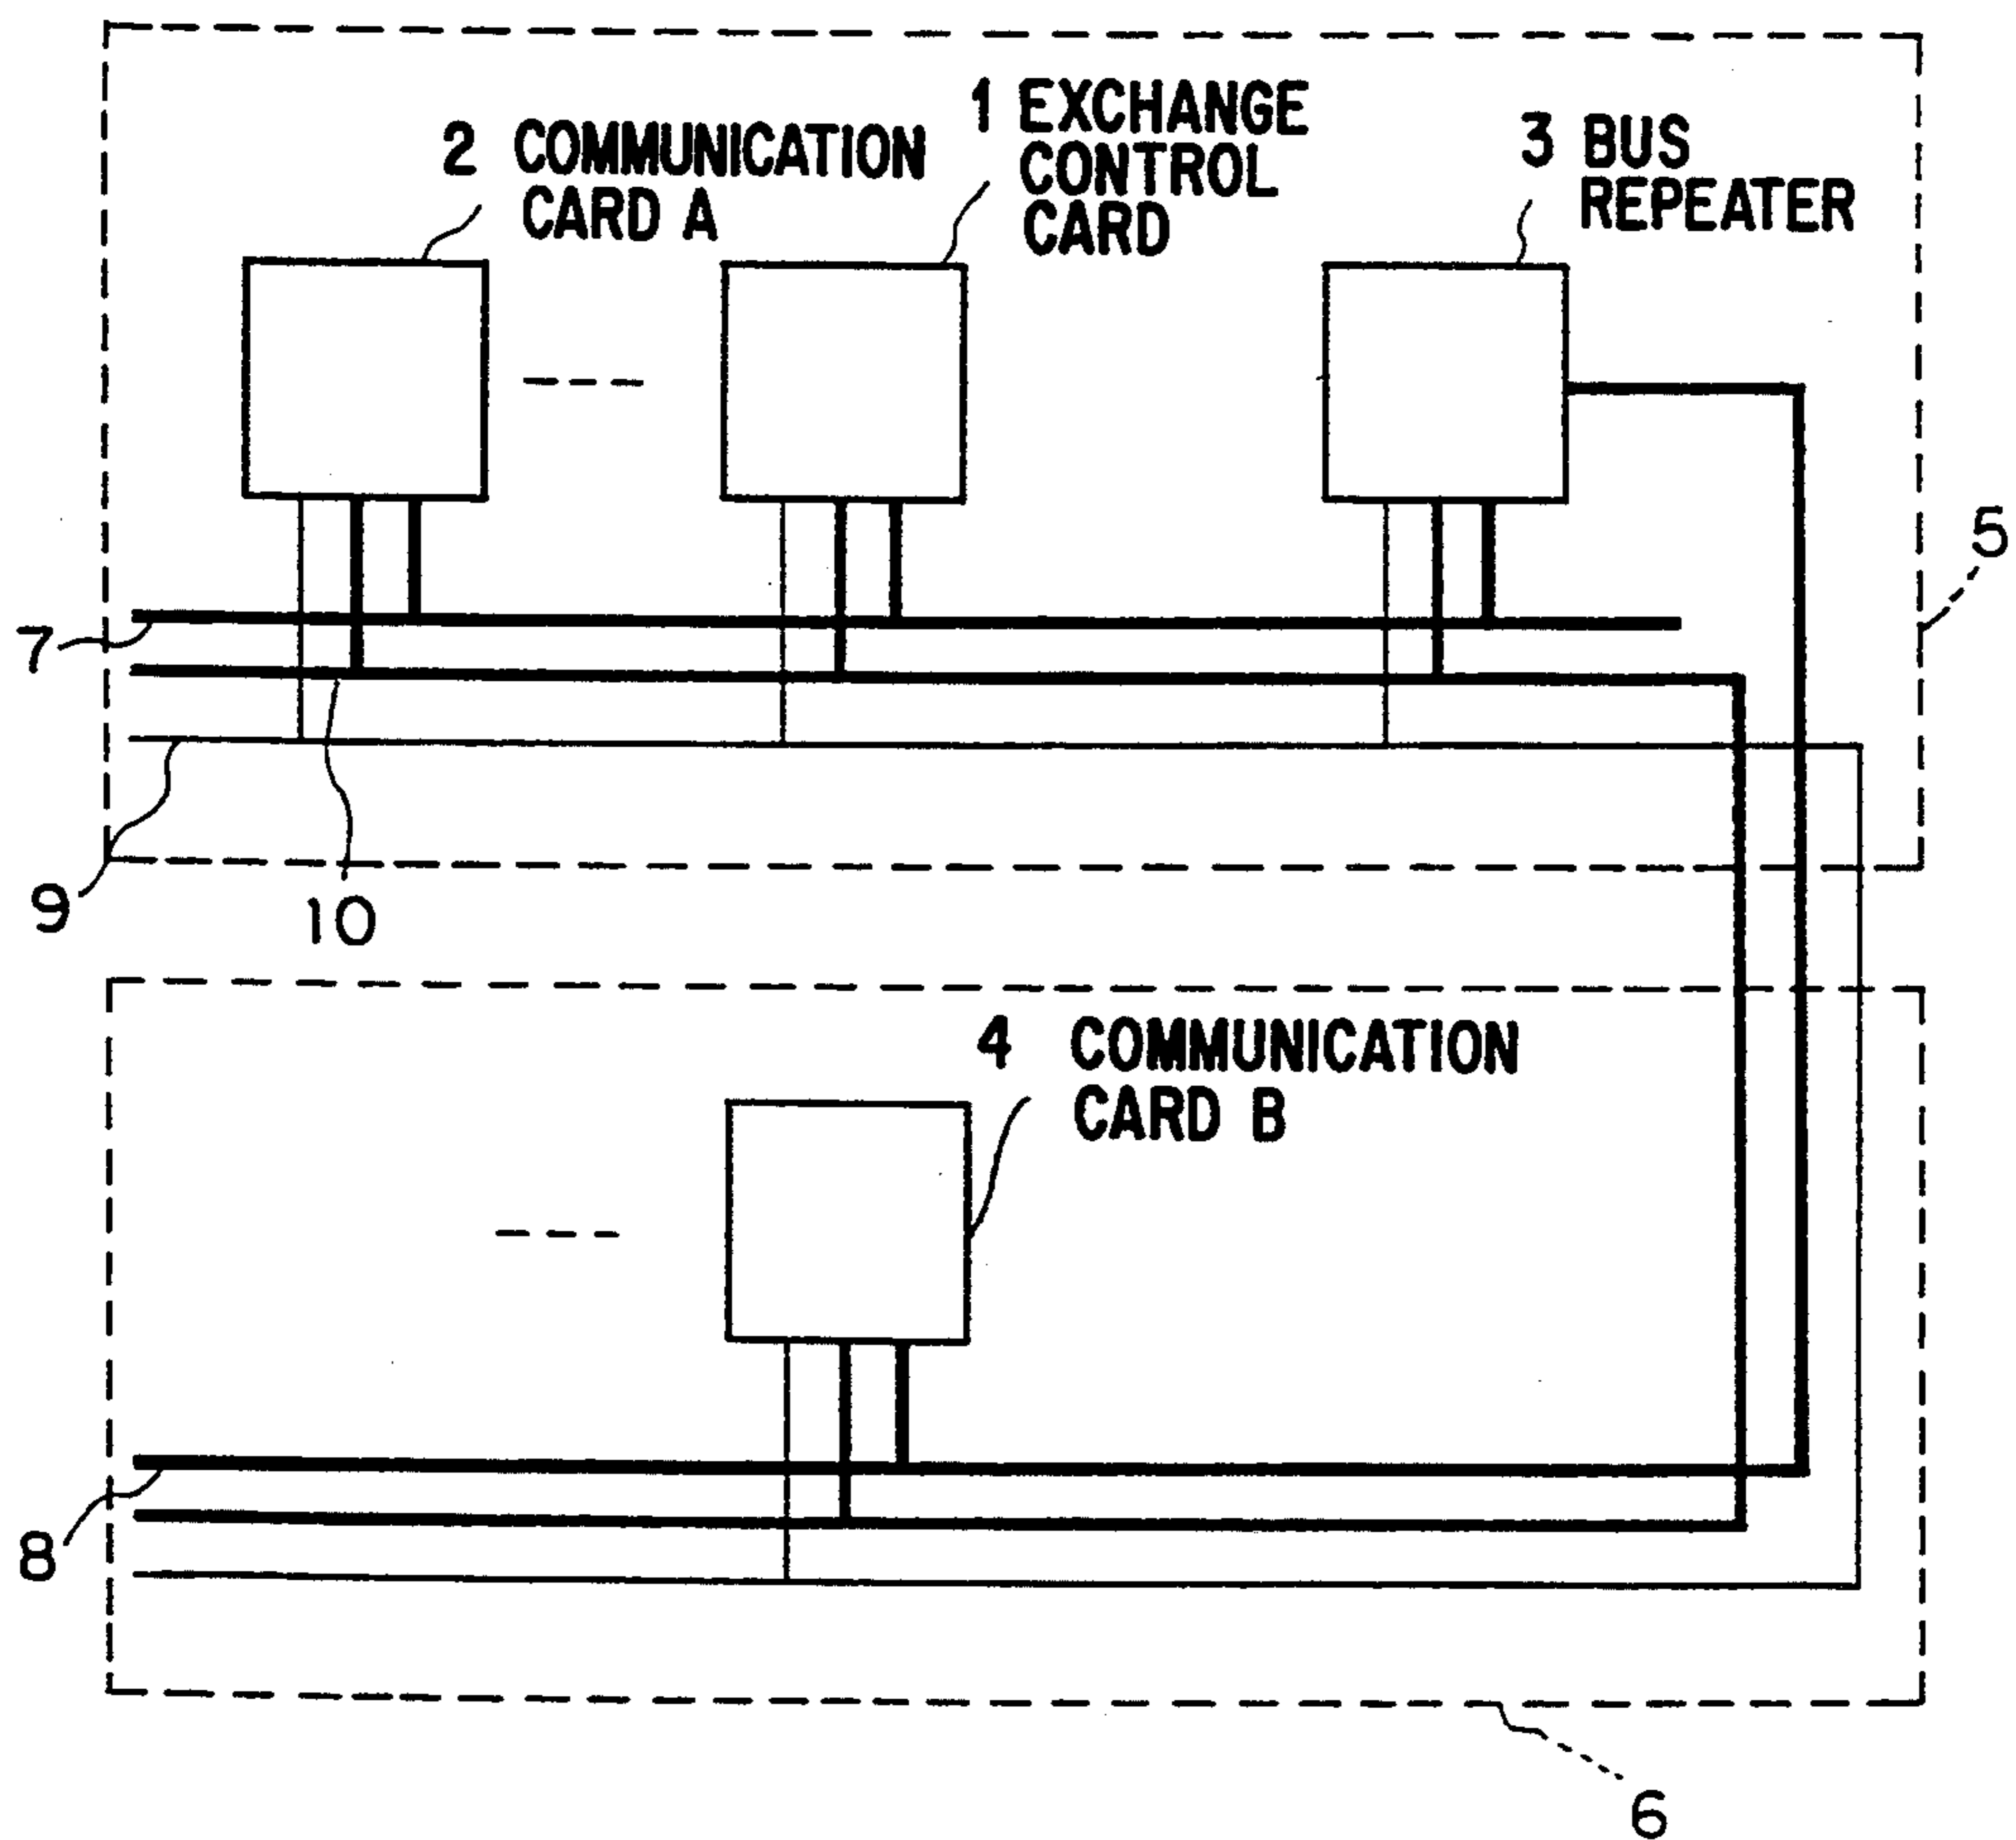 2 COMMUNICATION
CARD A
1 EXCHANGE
CONTROL
CARD
3 BUS
REPEATER
5
7
9
10
4 COMMUNICATION
CARD B
8
6